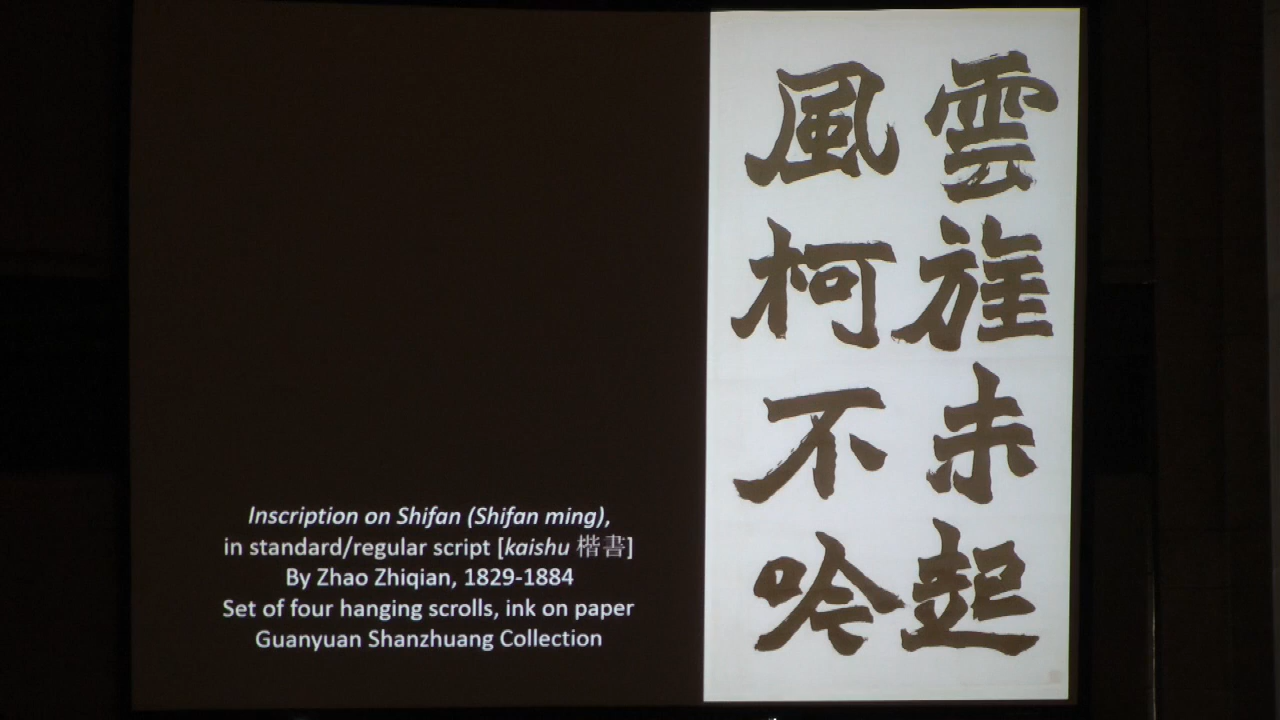 Inscription on Shifan (Shifan ming),
in standard/regular script [kaishu 楷書]
By Zhao Zhiqian, 1829-1884
Set of four hanging scrolls, ink on paper
Guanyuan Shanzhuang Collection
雲旌未起
風柯不吟